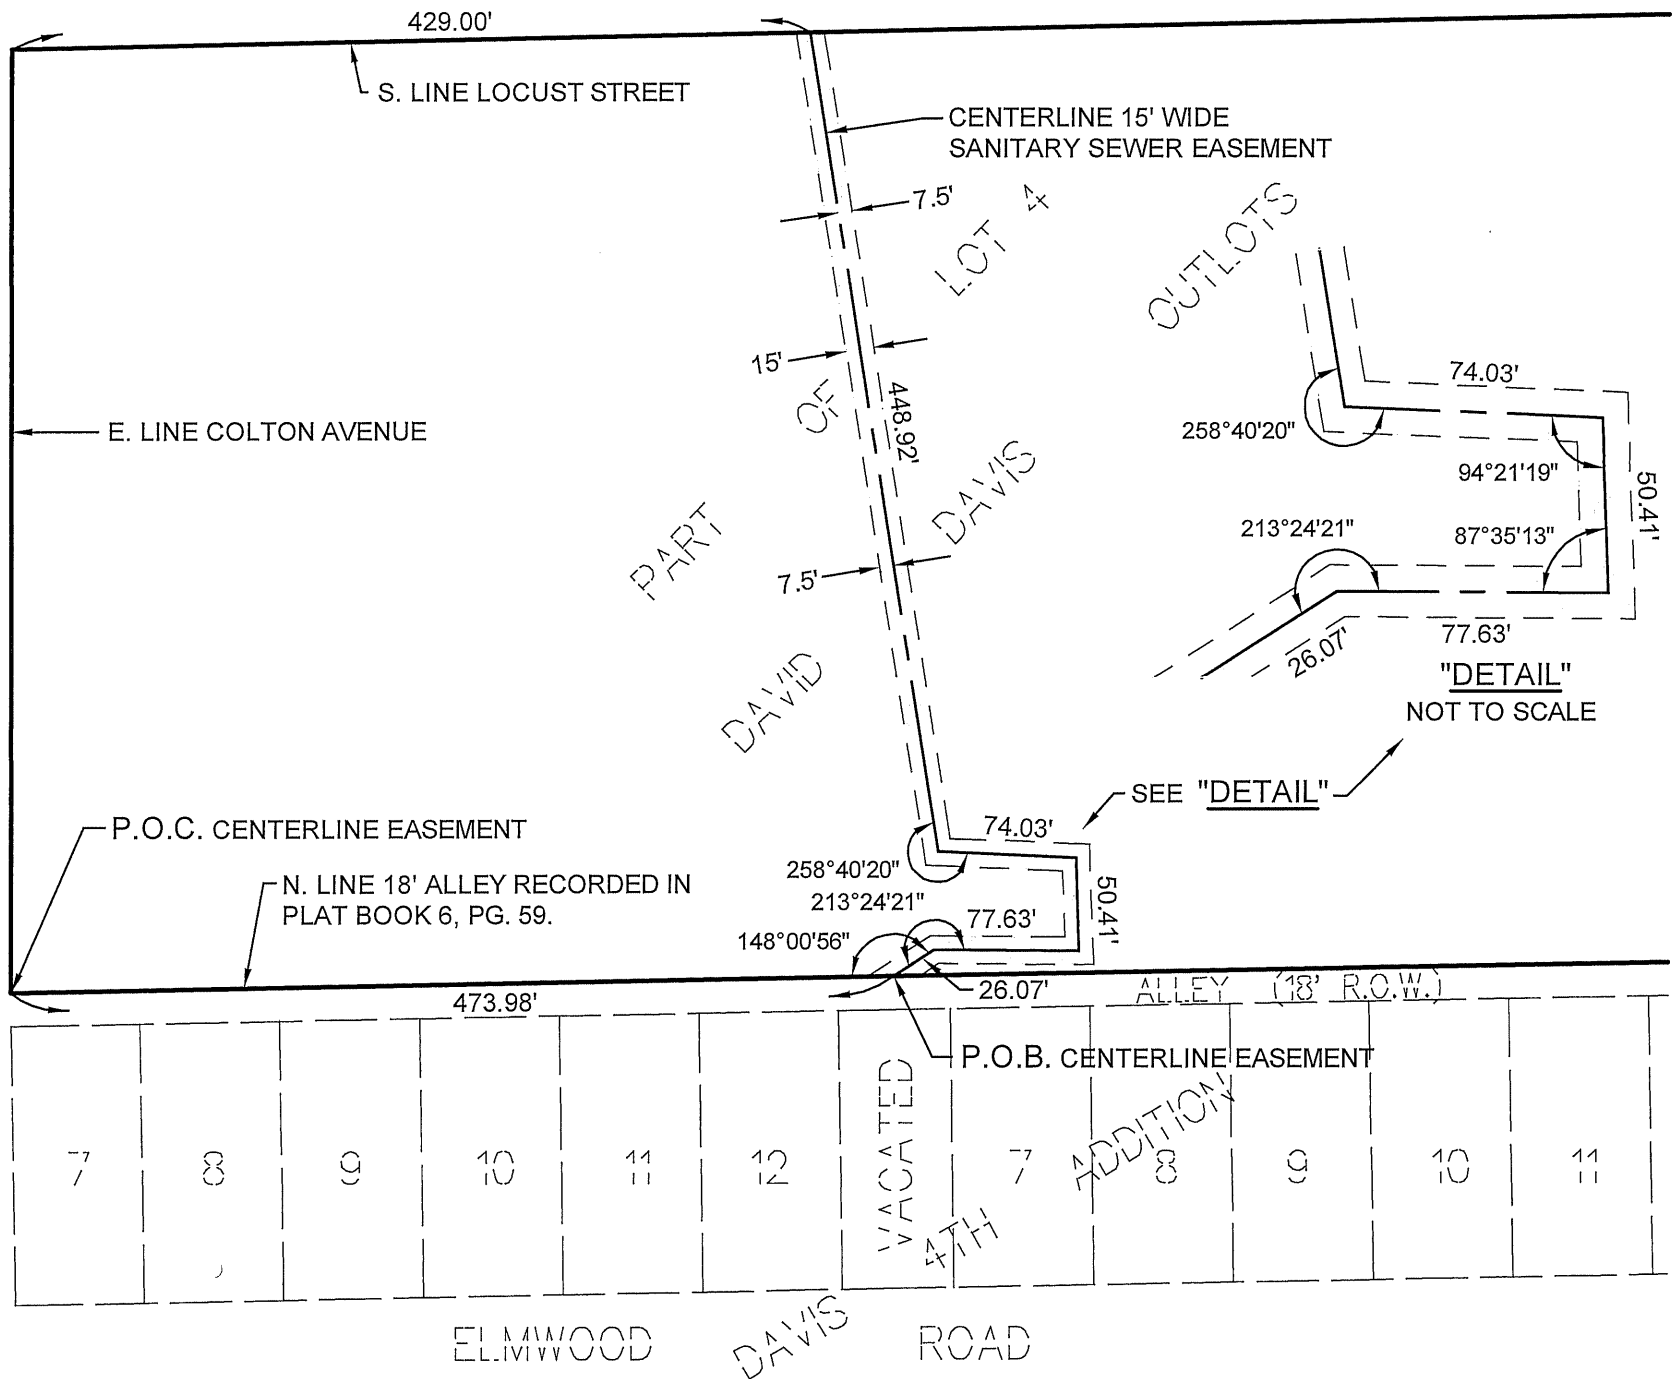 429.00'
S. LINE LOCUST STREET
CENTERLINE 15' WIDE
SANITARY SEWER EASEMENT
7.5'
LOT 4
OUTLOTS
15'
448.92'
OF
E. LINE COLTON AVENUE
DAVIS
PART
7.5'
DAVID
74.03'
258°40'20"
94°21'19"
50.41'
213°24'21"
87°35'13"
77.63'
26.07'
"DETAIL"
NOT TO SCALE
SEE "DETAIL"
P.O.C. CENTERLINE EASEMENT
74.03'
258°40'20"
N. LINE 18' ALLEY RECORDED IN
PLAT BOOK 6, PG. 59.
213°24'21"
77.63'
50.41'
148°00'56"
26.07'
473.98'
ALLEY (18' R.O.W.)
P.O.B. CENTERLINE EASEMENT
7
8
9
10
11
12
VACATED
7
8
9
10
11
DAVIS
4TH
ADDITION
ELMWOOD ROAD